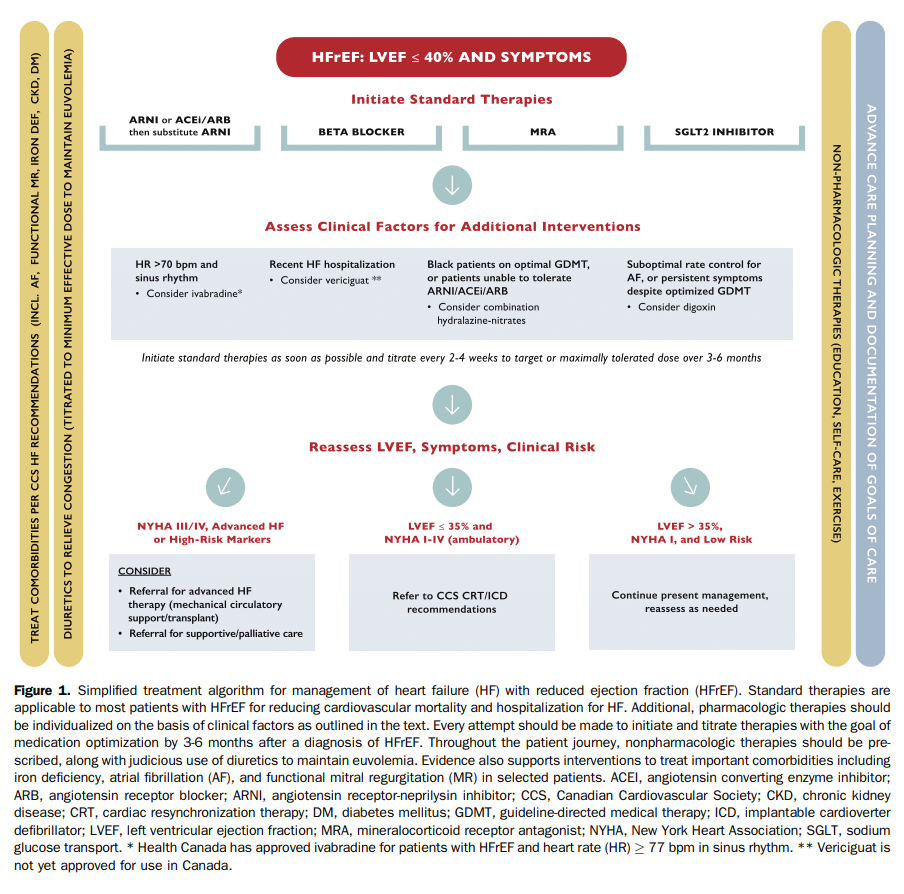 TREAT COMORBIDITIES PER CCS HF RECOMMENDATIONS (INCL. AF, FUNCTIONAL MR, IRON DEF, CKD, DM)
DIURETICS TO RELIEVE CONGESTION (TITRATED TO MINIMUM EFFECTIVE DOSE TO MAINTAIN EUVOLEMIA)
HFrEF: LVEF ≤ 40% AND SYMPTOMS
Initiate Standard Therapies
ARNI or ACEi/ARB
then substitute ARNI
BETA BLOCKER
MRA
SGLT2 INHIBITOR
Assess Clinical Factors for Additional Interventions
HR >70 bpm and
sinus rhythm
• Consider ivabradine*
Recent HF hospitalization
• Consider vericiguat **
Black patients on optimal GDMT,
or patients unable to tolerate
ARNI/ACEi/ARB
• Consider combination
hydralazine-nitrates
Suboptimal rate control for
AF, or persistent symptoms
despite optimized GDMT
• Consider digoxin
Initiate standard therapies as soon as possible and titrate every 2-4 weeks to target or maximally tolerated dose over 3-6 months
Reassess LVEF, Symptoms, Clinical Risk
NYHA III/IV, Advanced HF
or High-Risk Markers
CONSIDER
• Referral for advanced HF
therapy (mechanical circulatory
support/transplant)
• Referral for supportive/palliative care
LVEF ≤ 35% and
NYHA I-IV (ambulatory)
Refer to CCS CRT/ICD
recommendations
LVEF > 35%,
NYHA I, and Low Risk
Continue present management,
reassess as needed
NON-PHARMACOLOGIC THERAPIES (EDUCATION, SELF-CARE, EXERCISE)
ADVANCE CARE PLANNING AND DOCUMENTATION OF GOALS OF CARE
Figure 1. Simplified treatment algorithm for management of heart failure (HF) with reduced ejection fraction (HFrEF). Standard therapies are
applicable to most patients with HFrEF for reducing cardiovascular mortality and hospitalization for HF. Additional, pharmacologic therapies should
be individualized on the basis of clinical factors as outlined in the text. Every attempt should be made to initiate and titrate therapies with the goal of
medication optimization by 3-6 months after a diagnosis of HFrEF. Throughout the patient journey, nonpharmacologic therapies should be pre-
scribed, along with judicious use of diuretics to maintain euvolemia. Evidence also supports interventions to treat important comorbidities including
iron deficiency, atrial fibrillation (AF), and functional mitral regurgitation (MR) in selected patients. ACEI, angiotensin converting enzyme inhibitor;
ARB, angiotensin receptor blocker; ARNI, angiotensin receptor-neprilysin inhibitor; CCS, Canadian Cardiovascular Society; CKD, chronic kidney
disease; CRT, cardiac resynchronization therapy; DM, diabetes mellitus; GDMT, guideline-directed medical therapy; ICD, implantable cardioverter
defibrillator; LVEF, left ventricular ejection fraction; MRA, mineralocorticoid receptor antagonist; NYHA, New York Heart Association; SGLT, sodium
glucose transport. * Health Canada has approved ivabradine for patients with HFrEF and heart rate (HR) ≥ 77 bpm in sinus rhythm. ** Vericiguat is
not yet approved for use in Canada.